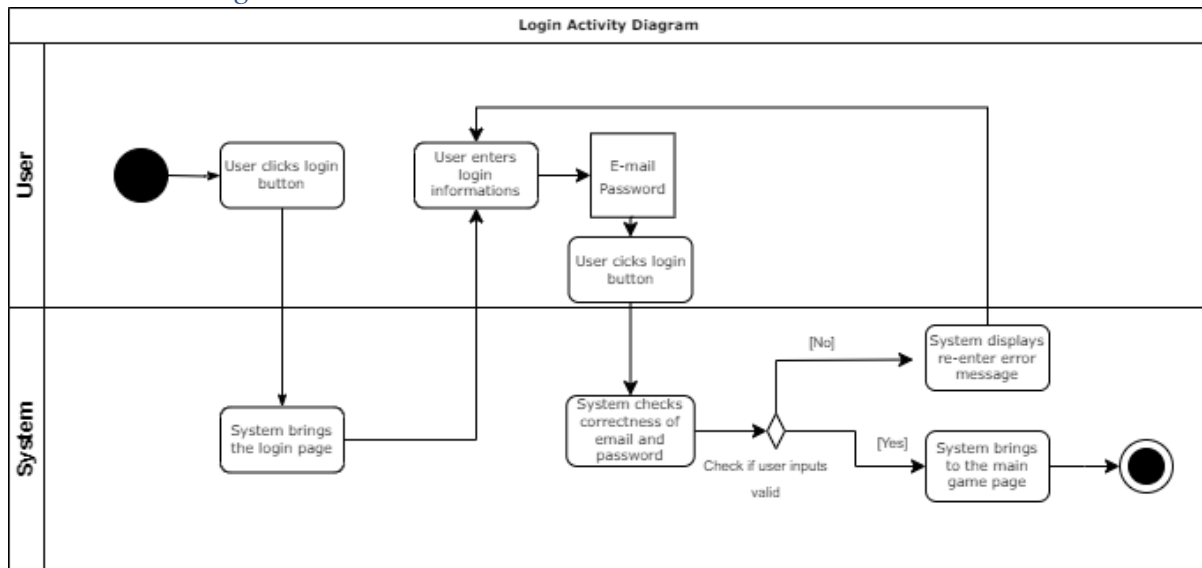 Login Activity Diagram
User
User clicks login
button
User enters
login
informations
E-mail
Password
User cicks login
button
System
System brings
the login page
System checks
correctness of
email and
password
Check if user inputs
valid
[No]
System displays
re-enter error
message
[Yes]
System brings
to the main
game page